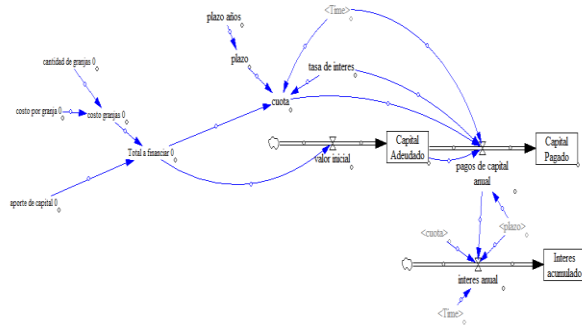 plazo años
<Time>
plazo
cantidad de granjas 0
tasa de interes
cuota
costo por granja 0
costo granjas 0
Total a financiar 0
valor inicial
Capital
Adeudado
pagos de capital
anual
Capital
Pagado
aporte de capital 0
<cuota>
<plazo>
interes anual
Interes
acumulado
<Time>